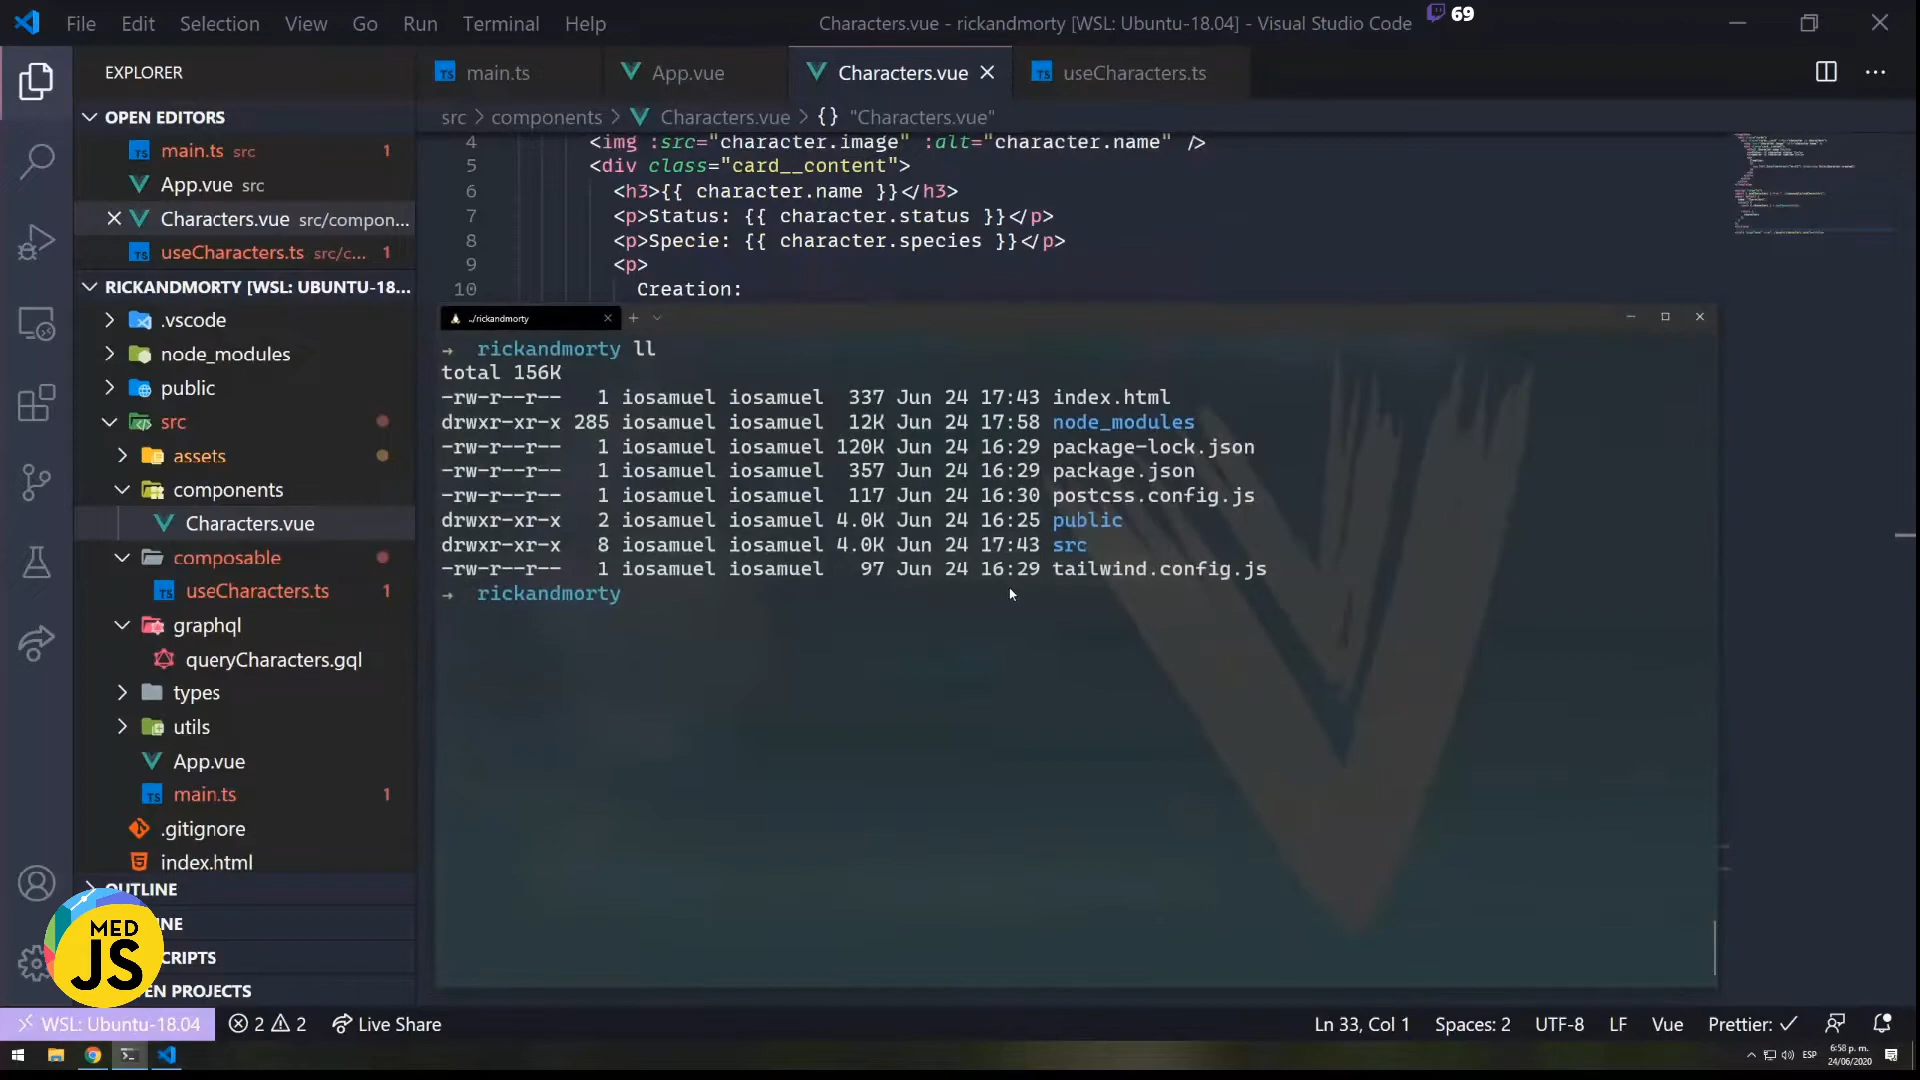 File Edit Selection View Go Run Terminal Help
Characters.vue - rickandmorty [WSL: Ubuntu-18.04] - Visual Studio Code
69
EXPLORER
OPEN EDITORS
TS main.ts src 1
App.vue src
Characters.vue src/compon...
TS useCharacters.ts src/c... 1
RICKANDMORTY [WSL: UBUNTU-18...
.vscode
node_modules
public
src
assets
components
Characters.vue
composable
TS useCharacters.ts 1
graphql
queryCharacters.gql
types
utils
App.vue
TS main.ts 1
.gitignore
index.html
OUTLINE
INE
CRIPTS
EN PROJECTS
MED
JS
TS main.ts
App.vue
Characters.vue
TS useCharacters.ts
src > components > Characters.vue > {} "Characters.vue"
4 <img :src="character.image" :alt="character.name" />
5 <div class="card__content">
6 <h3>{{ character.name }}</h3>
7 <p>Status: {{ character.status }}</p>
8 <p>Specie: {{ character.species }}</p>
9 <p>
10 Creation:
../rickandmorty
→ rickandmorty ll
total 156K
-rw-r--r-- 1 iosamuel iosamuel 337 Jun 24 17:43 index.html
drwxr-xr-x 285 iosamuel iosamuel 12K Jun 24 17:58 node_modules
-rw-r--r-- 1 iosamuel iosamuel 120K Jun 24 16:29 package-lock.json
-rw-r--r-- 1 iosamuel iosamuel 357 Jun 24 16:29 package.json
-rw-r--r-- 1 iosamuel iosamuel 117 Jun 24 16:30 postcss.config.js
drwxr-xr-x 2 iosamuel iosamuel 4.0K Jun 24 16:25 public
drwxr-xr-x 8 iosamuel iosamuel 4.0K Jun 24 17:43 src
-rw-r--r-- 1 iosamuel iosamuel 97 Jun 24 16:29 tailwind.config.js
→ rickandmorty
WSL: Ubuntu-18.04 2 2 Live Share
Ln 33, Col 1 Spaces: 2 UTF-8 LF Vue Prettier: ✓
ESP
6:58 p. m.
24/06/2020